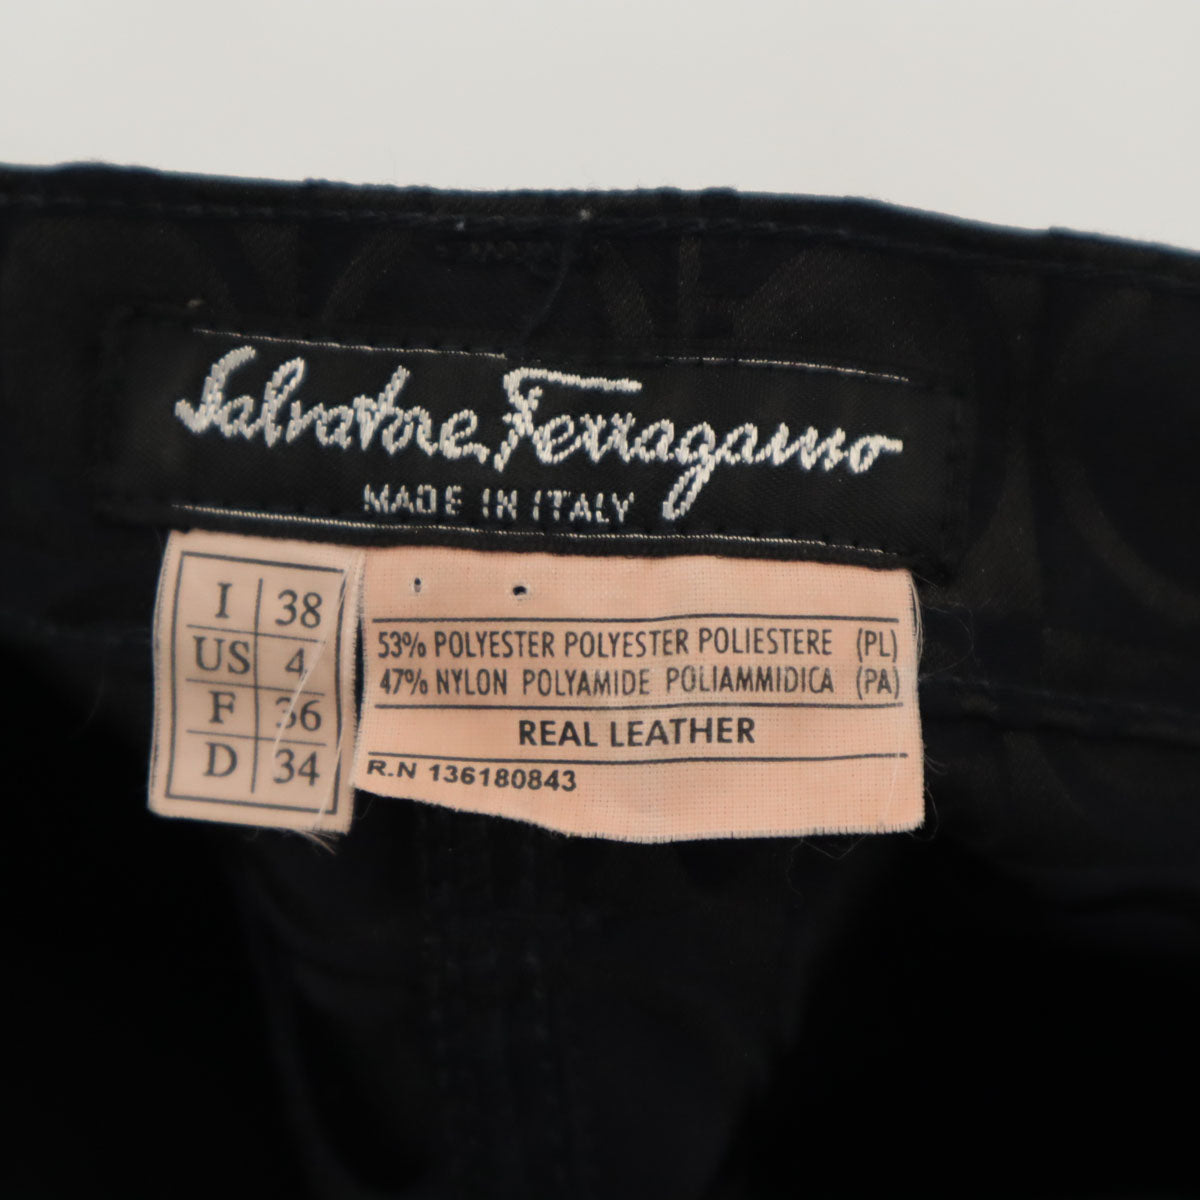 Salvatore Ferragamo
MADE IN ITALY
I 38
US 4
F 36
D 34
53% POLYESTER POLYESTER POLIESTERE (PL)
47% NYLON POLYAMIDE POLIAMMIDICA (PA)
REAL LEATHER
R.N 136180843